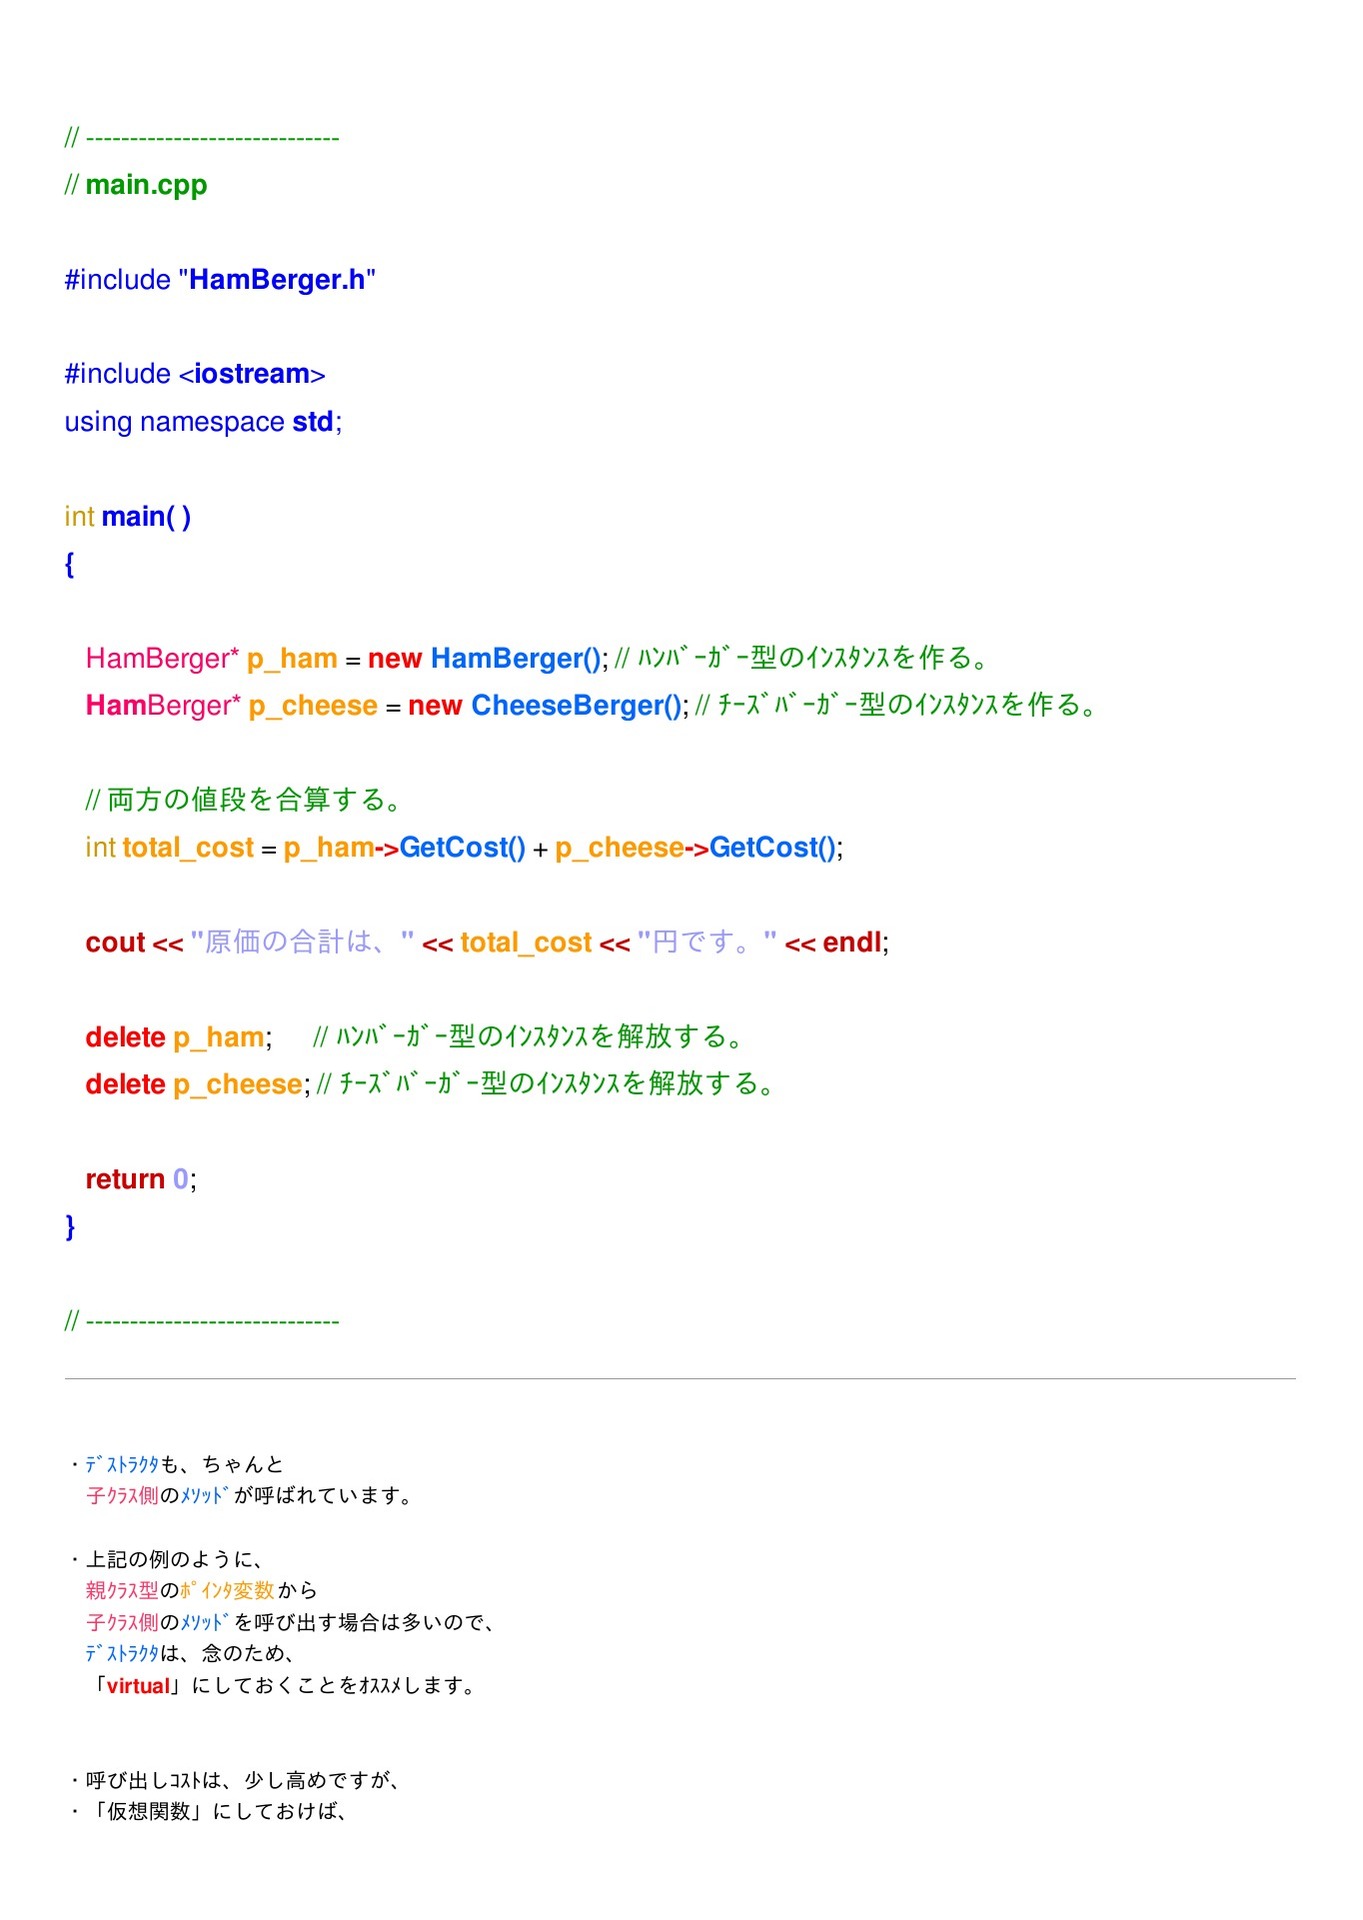 // -----------------------------
// main.cpp
#include "HamBerger.h"
#include <iostream>
using namespace std;
int main( )
{
HamBerger* p_ham = new HamBerger(); // ﾊﾝﾊﾞｰｶﾞｰ型のｲﾝｽﾀﾝｽを作る。
HamBerger* p_cheese = new CheeseBerger(); // ﾁｰｽﾞﾊﾞｰｶﾞｰ型のｲﾝｽﾀﾝｽを作る。
// 両方の値段を合算する。
int total_cost = p_ham->GetCost() + p_cheese->GetCost();
cout << "原価の合計は、" << total_cost << "円です。" << endl;
delete p_ham; // ﾊﾝﾊﾞｰｶﾞｰ型のｲﾝｽﾀﾝｽを解放する。
delete p_cheese; // ﾁｰｽﾞﾊﾞｰｶﾞｰ型のｲﾝｽﾀﾝｽを解放する。
return 0;
}
// -----------------------------
・ﾃﾞｽﾄﾗｸﾀも、ちゃんと
子ｸﾗｽ側のﾒｿｯﾄﾞが呼ばれています。
・上記の例のように、
親ｸﾗｽ型のﾎﾟｲﾝﾀ変数から
子ｸﾗｽ側のﾒｿｯﾄﾞを呼び出す場合は多いので、
ﾃﾞｽﾄﾗｸﾀは、念のため、
「virtual」にしておくことをｵｽｽﾒします。
・呼び出しｺｽﾄは、少し高めですが、
・「仮想関数」にしておけば、